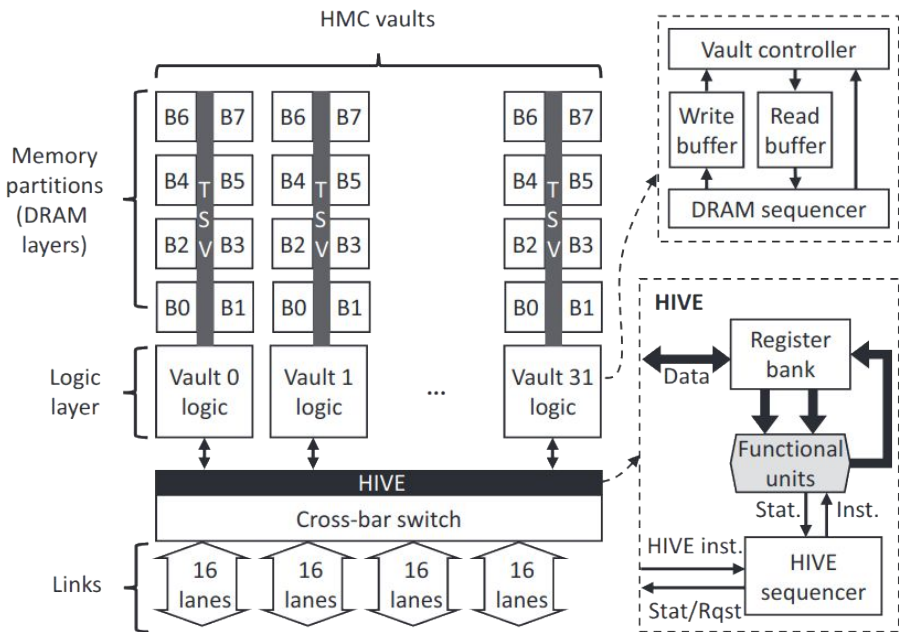 HMC vaults
Memory
partitions
(DRAM
layers)
B6 B7 B6 B7 B6 B7
B4 B5 B4 B5 B4 B5
B2 B3 B2 B3 B2 B3
B0 B1 B0 B1 B0 B1
T
S
V
T
S
V
T
S
V
Logic
layer
Vault 0
logic
Vault 1
logic
...
Vault 31
logic
HIVE
Cross-bar switch
Links
16
lanes
16
lanes
16
lanes
16
lanes
Vault controller
Write
buffer
Read
buffer
DRAM sequencer
HIVE
Register
bank
Data
Functional
units
Stat. Inst.
HIVE inst.
HIVE
sequencer
Stat/Rqst